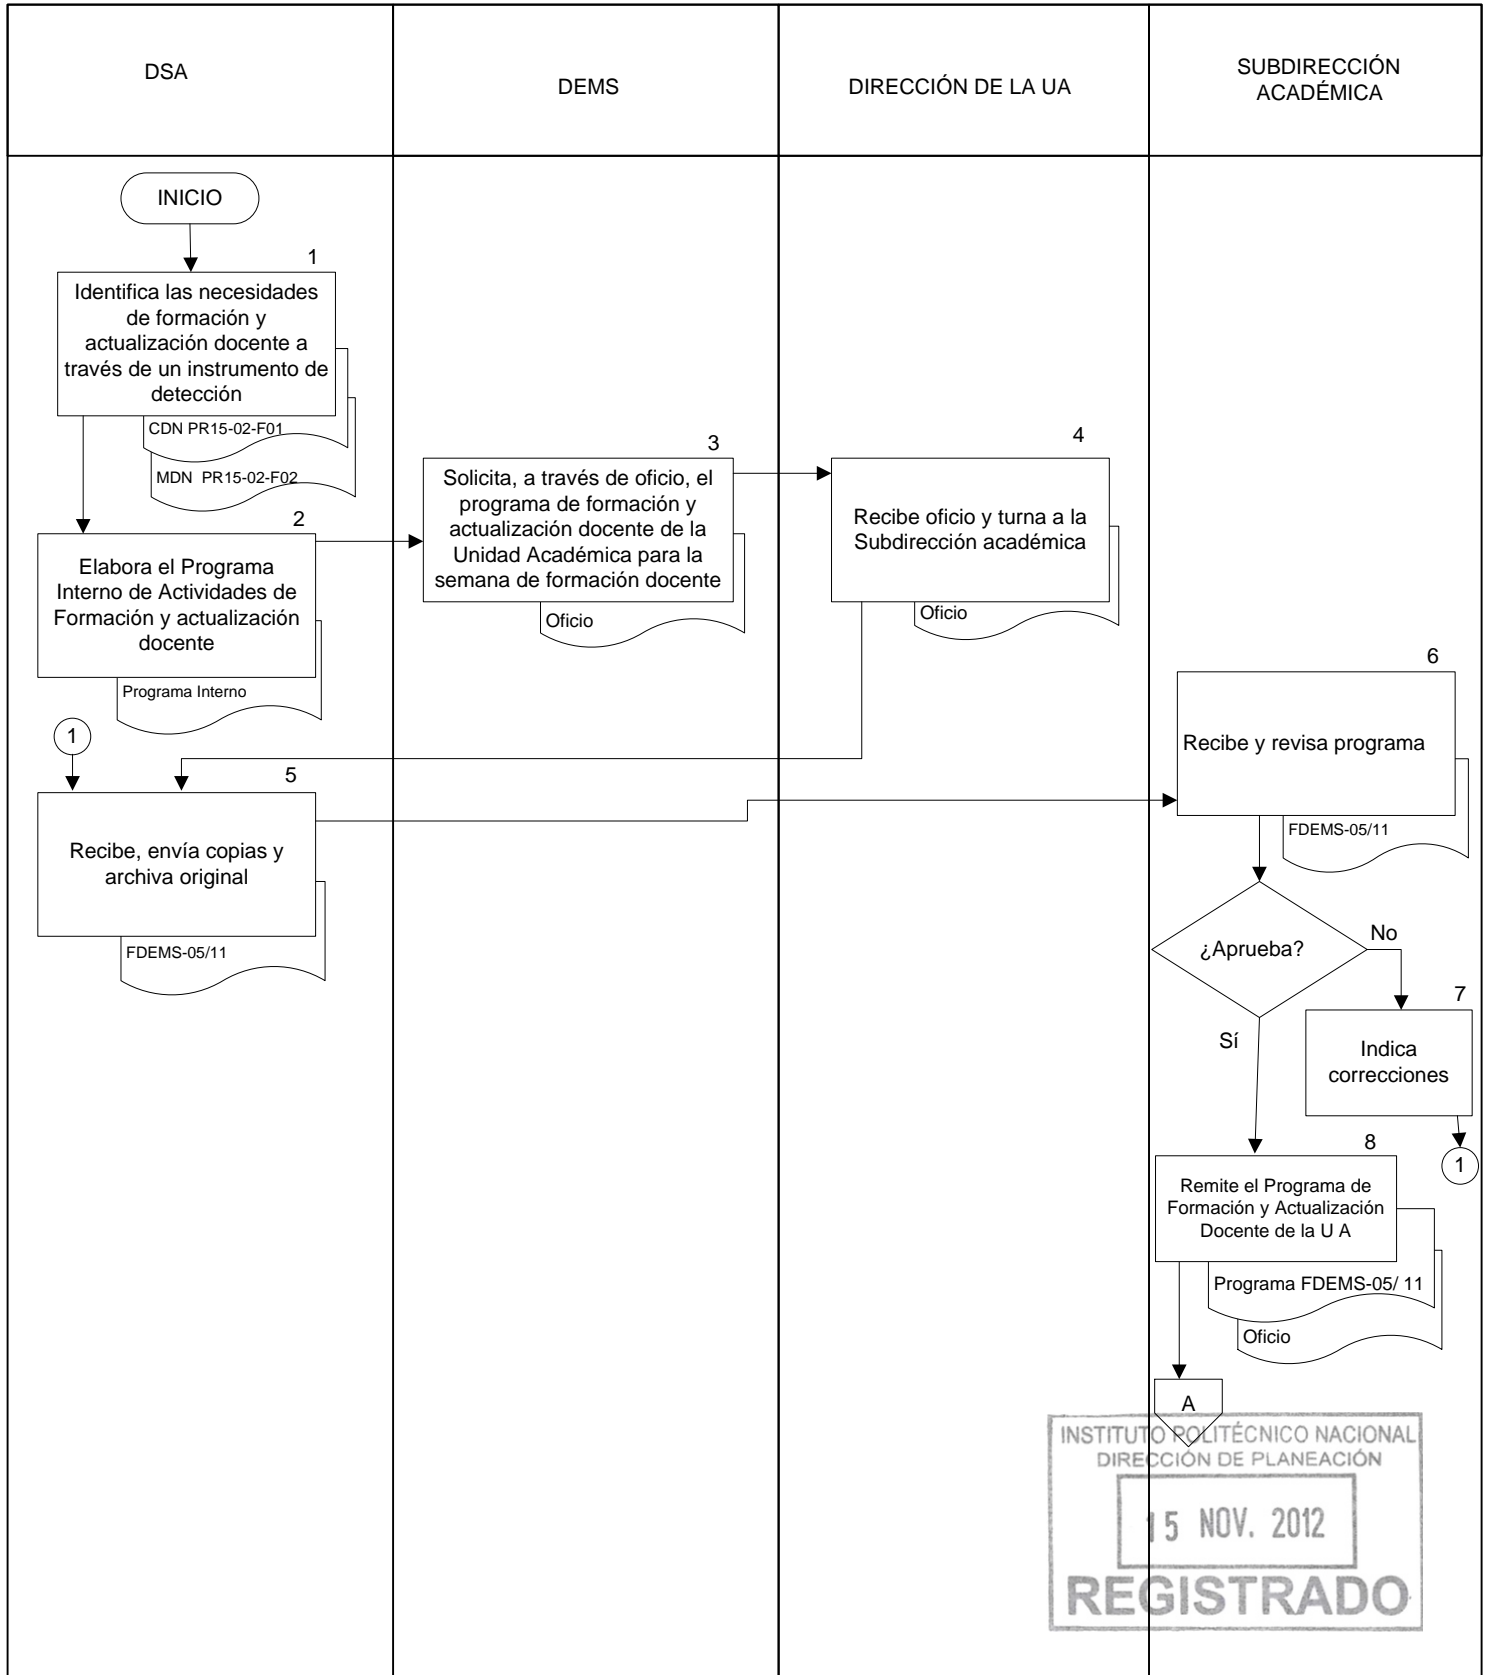 DSA
DEMS
DIRECCIÓN DE LA UA
SUBDIRECCIÓN
ACADÉMICA
INICIO
1
Identifica las necesidades
de formación y
actualización docente a
través de un instrumento de
detección
CDN PR15-02-F01
MDN PR15-02-F02
2
Elabora el Programa
Interno de Actividades de
Formación y actualización
docente
Programa Interno
3
Solicita, a través de oficio, el
programa de formación y
actualización docente de la
Unidad Académica para la
semana de formación docente
Oficio
4
Recibe oficio y turna a la
Subdirección académica
Oficio
1
5
Recibe, envía copias y
archiva original
FDEMS-05/11
6
Recibe y revisa programa
FDEMS-05/11
¿Aprueba?
No
Sí
7
Indica
correcciones
1
8
Remite el Programa de
Formación y Actualización
Docente de la U A
Programa FDEMS-05/ 11
Oficio
A
INSTITUTO POLITÉCNICO NACIONAL
DIRECCIÓN DE PLANEACIÓN
15 NOV. 2012
REGISTRADO